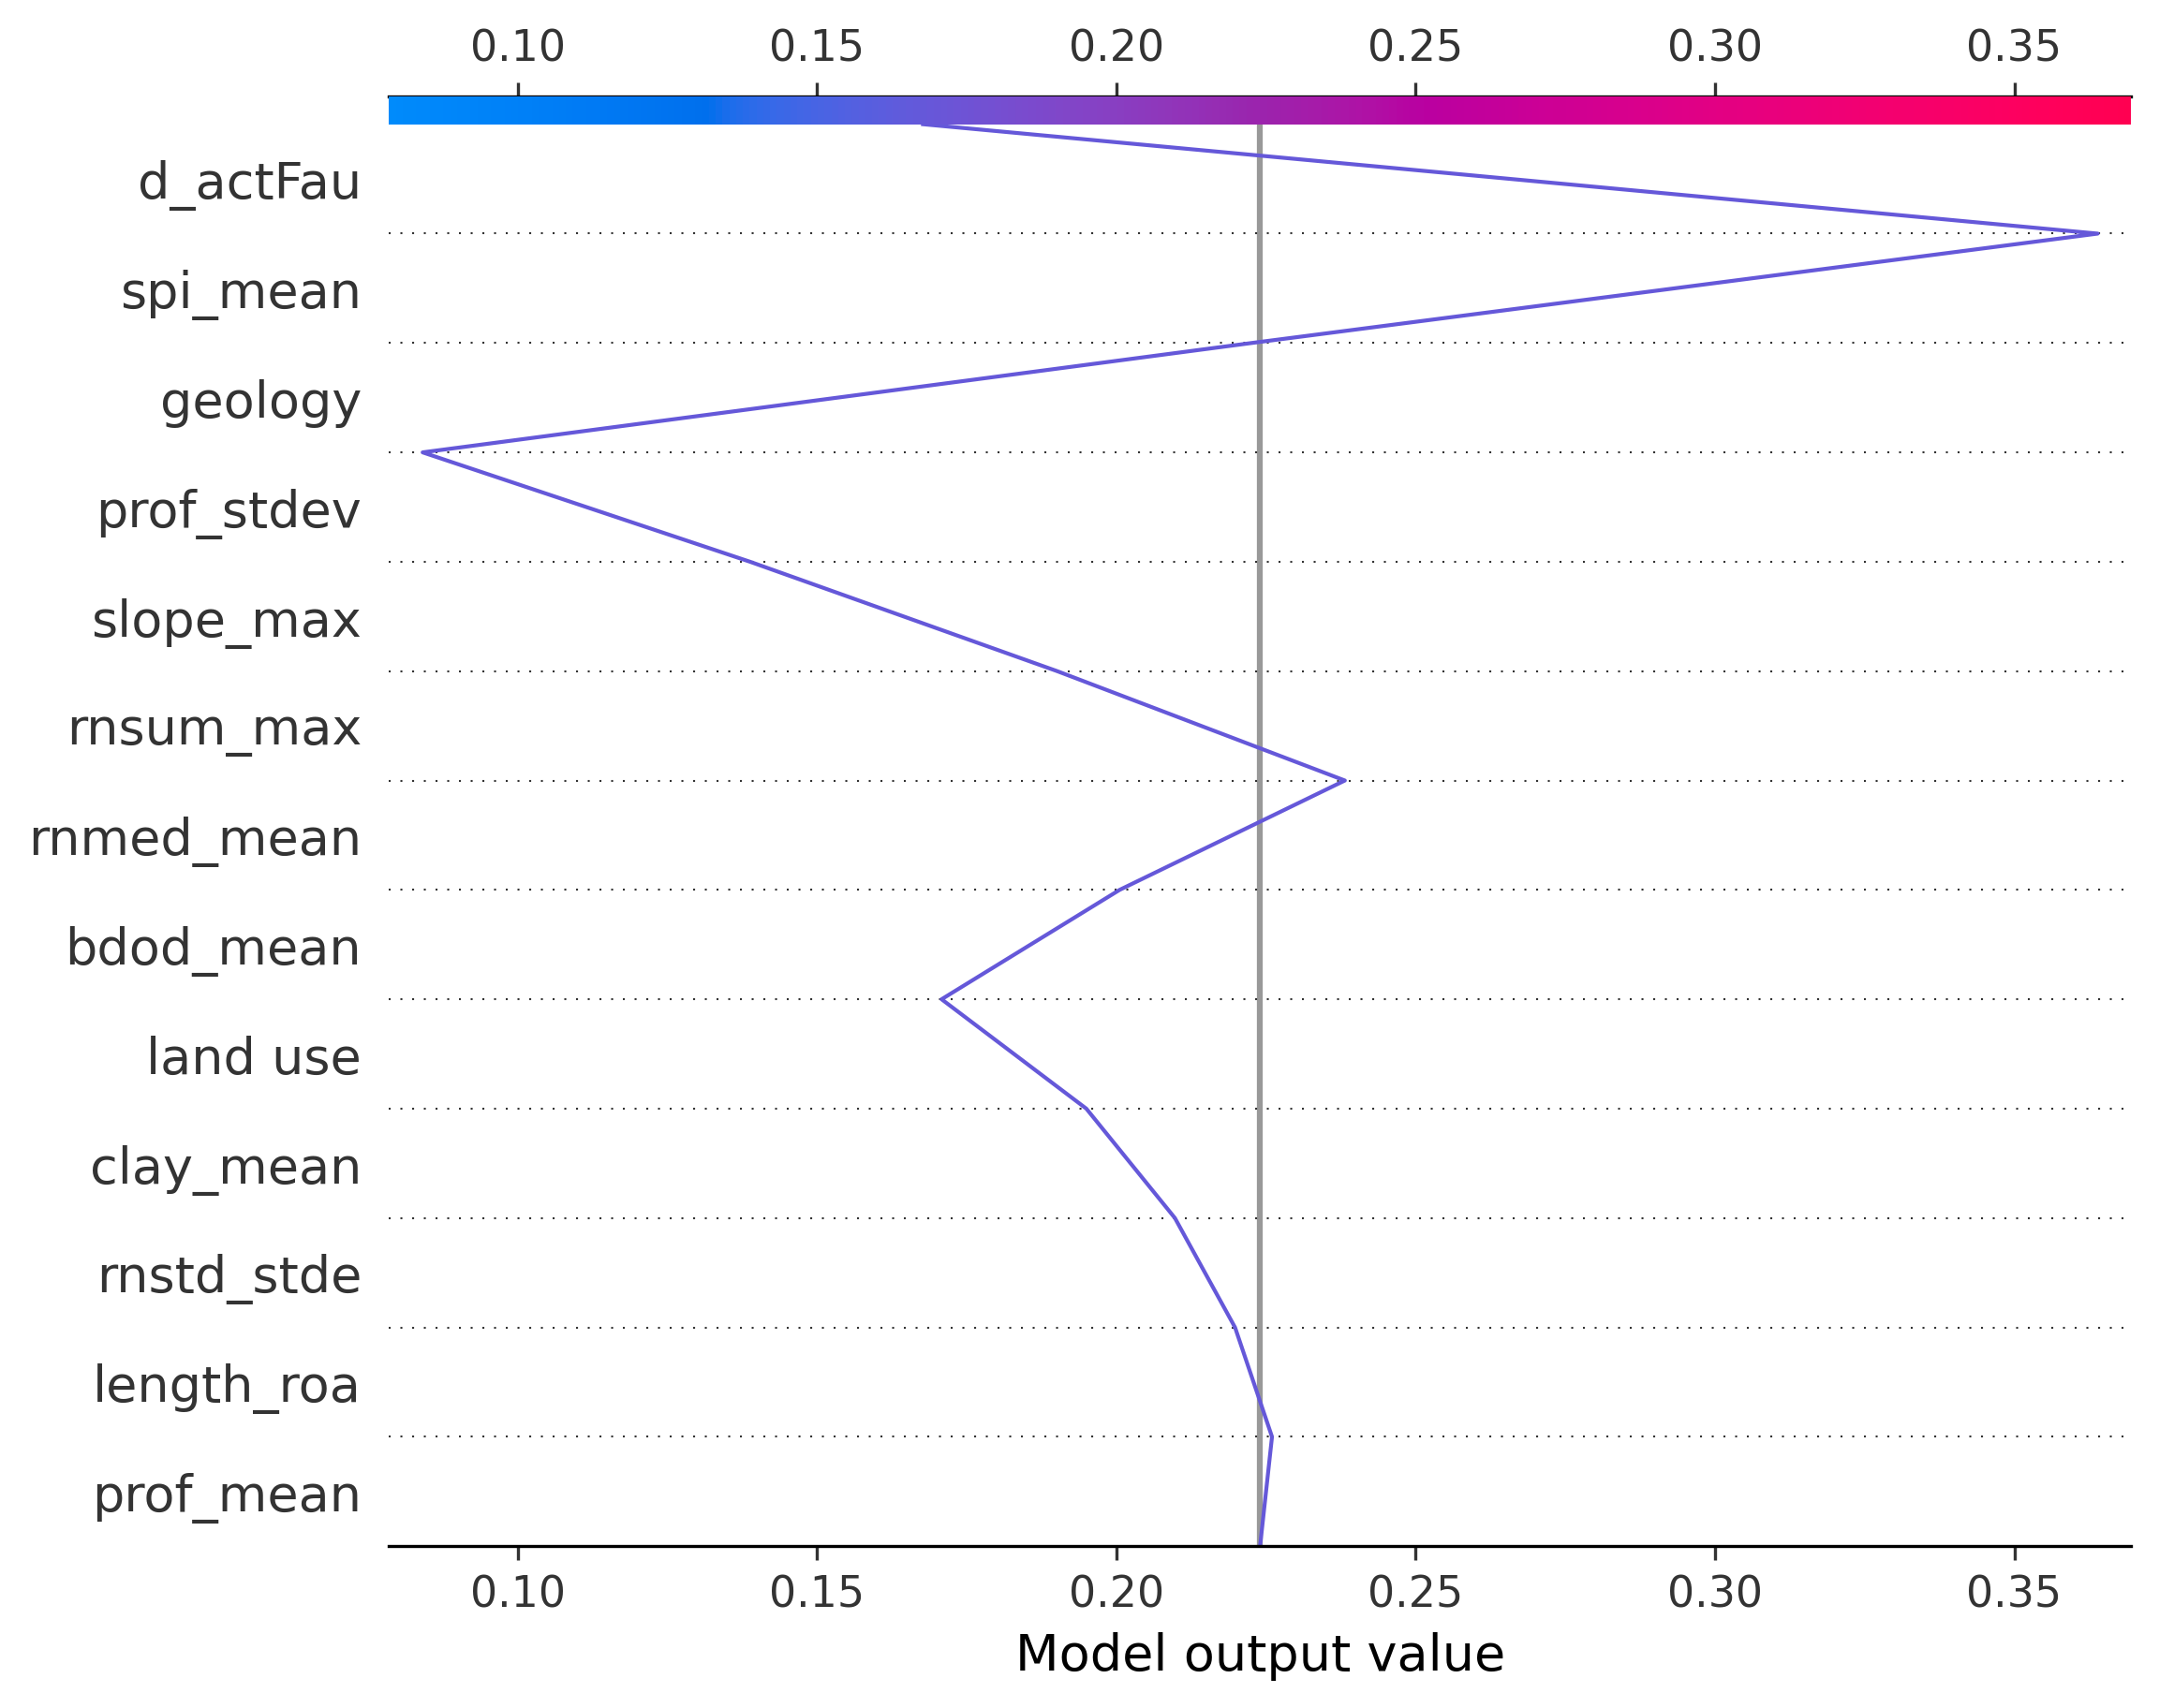 0.10 0.15 0.20 0.25 0.30 0.35
d_actFau
spi_mean
geology
prof_stdev
slope_max
rnsum_max
rnmed_mean
bdod_mean
land use
clay_mean
rnstd_stde
length_roa
prof_mean
0.10 0.15 0.20 0.25 0.30 0.35
Model output value